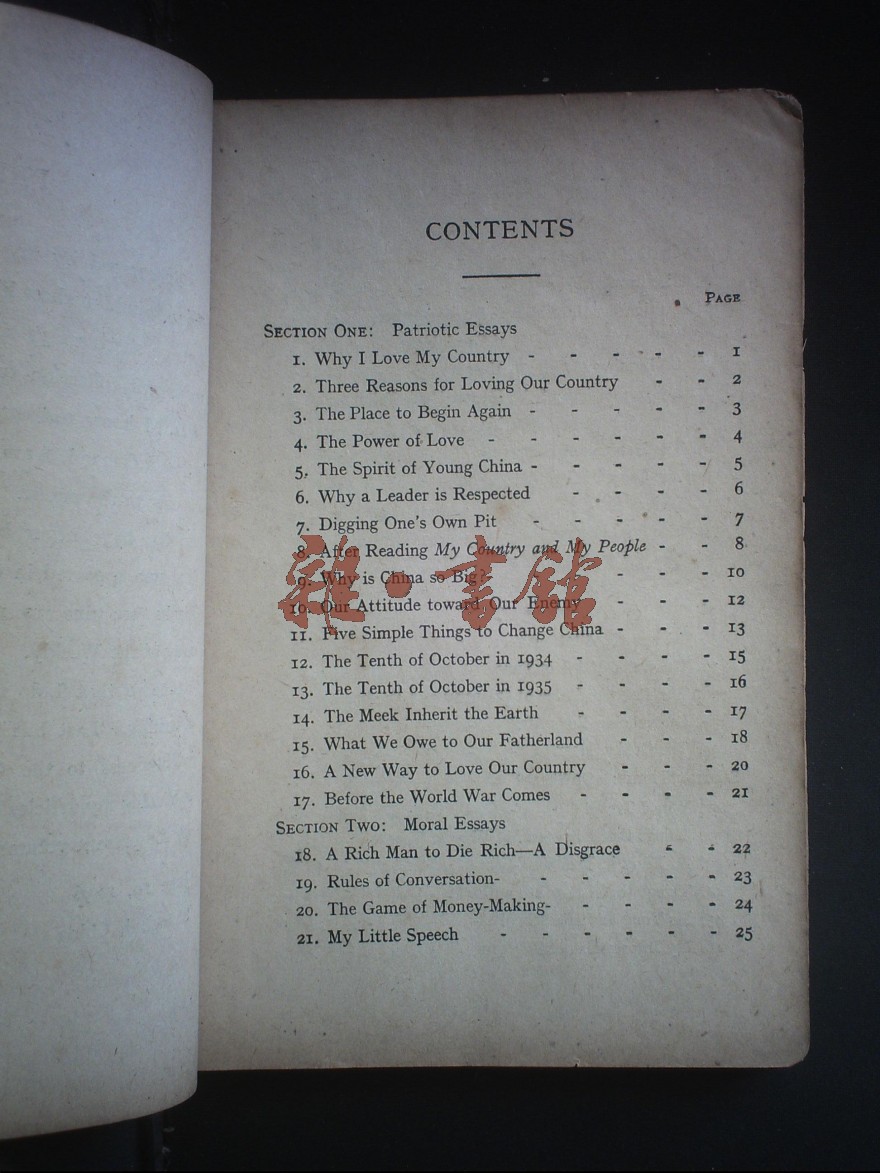 CONTENTS
PAGE
SECTION ONE: Patriotic Essays
1. Why I Love My Country - - - - - 1
2. Three Reasons for Loving Our Country - - 2
3. The Place to Begin Again - - - - - 3
4. The Power of Love - - - - - - 4
5. The Spirit of Young China - - - - - 5
6. Why a Leader is Respected - - - - 6
7. Digging One's Own Pit - - - - - 7
8. After Reading My Country and My People - - 8
9. Why is China so Big? - - - 10
10. Our Attitude toward Our Enemy - - - 12
11. Five Simple Things to Change China - - - 13
12. The Tenth of October in 1934 - - - - 15
13. The Tenth of October in 1935 - - - - 16
14. The Meek Inherit the Earth - - - - 17
15. What We Owe to Our Fatherland - - - 18
16. A New Way to Love Our Country - - - 20
17. Before the World War Comes - - - - 21
SECTION TWO: Moral Essays
18. A Rich Man to Die Rich—A Disgrace - - 22
19. Rules of Conversation- - - - - - 23
20. The Game of Money-Making- - - - - 24
21. My Little Speech - - - - - - 25
雜·書館